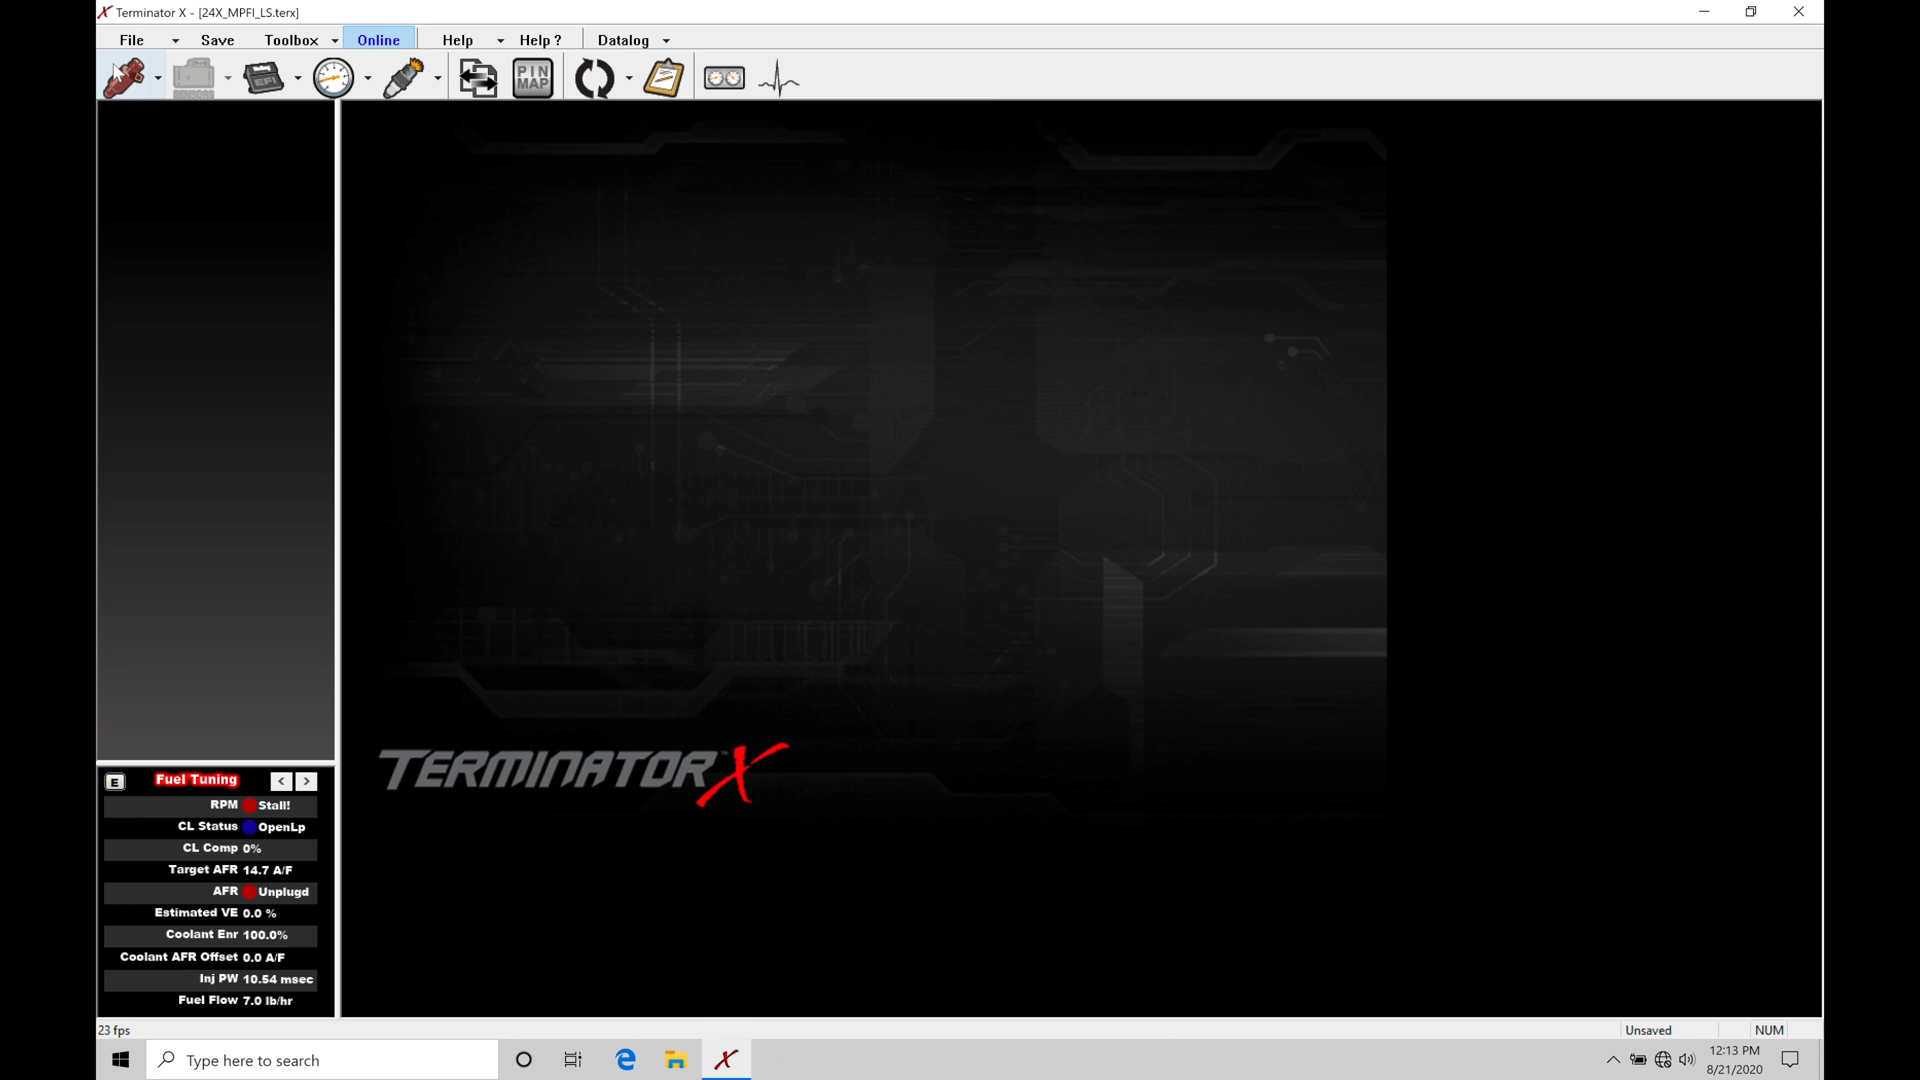 Terminator X - [24X_MPFI_LS.terx]
File Save Toolbox Online Help Help ? Datalog
SENSORS EFI PIN MAP
TERMINATOR X™
E Fuel Tuning < >
RPM Stall!
CL Status OpenLp
CL Comp 0%
Target AFR 14.7 A/F
AFR Unplugd
Estimated VE 0.0 %
Coolant Enr 100.0%
Coolant AFR Offset 0.0 A/F
Inj PW 10.54 msec
Fuel Flow 7.0 lb/hr
23 fps Unsaved NUM
Type here to search
12:13 PM
8/21/2020